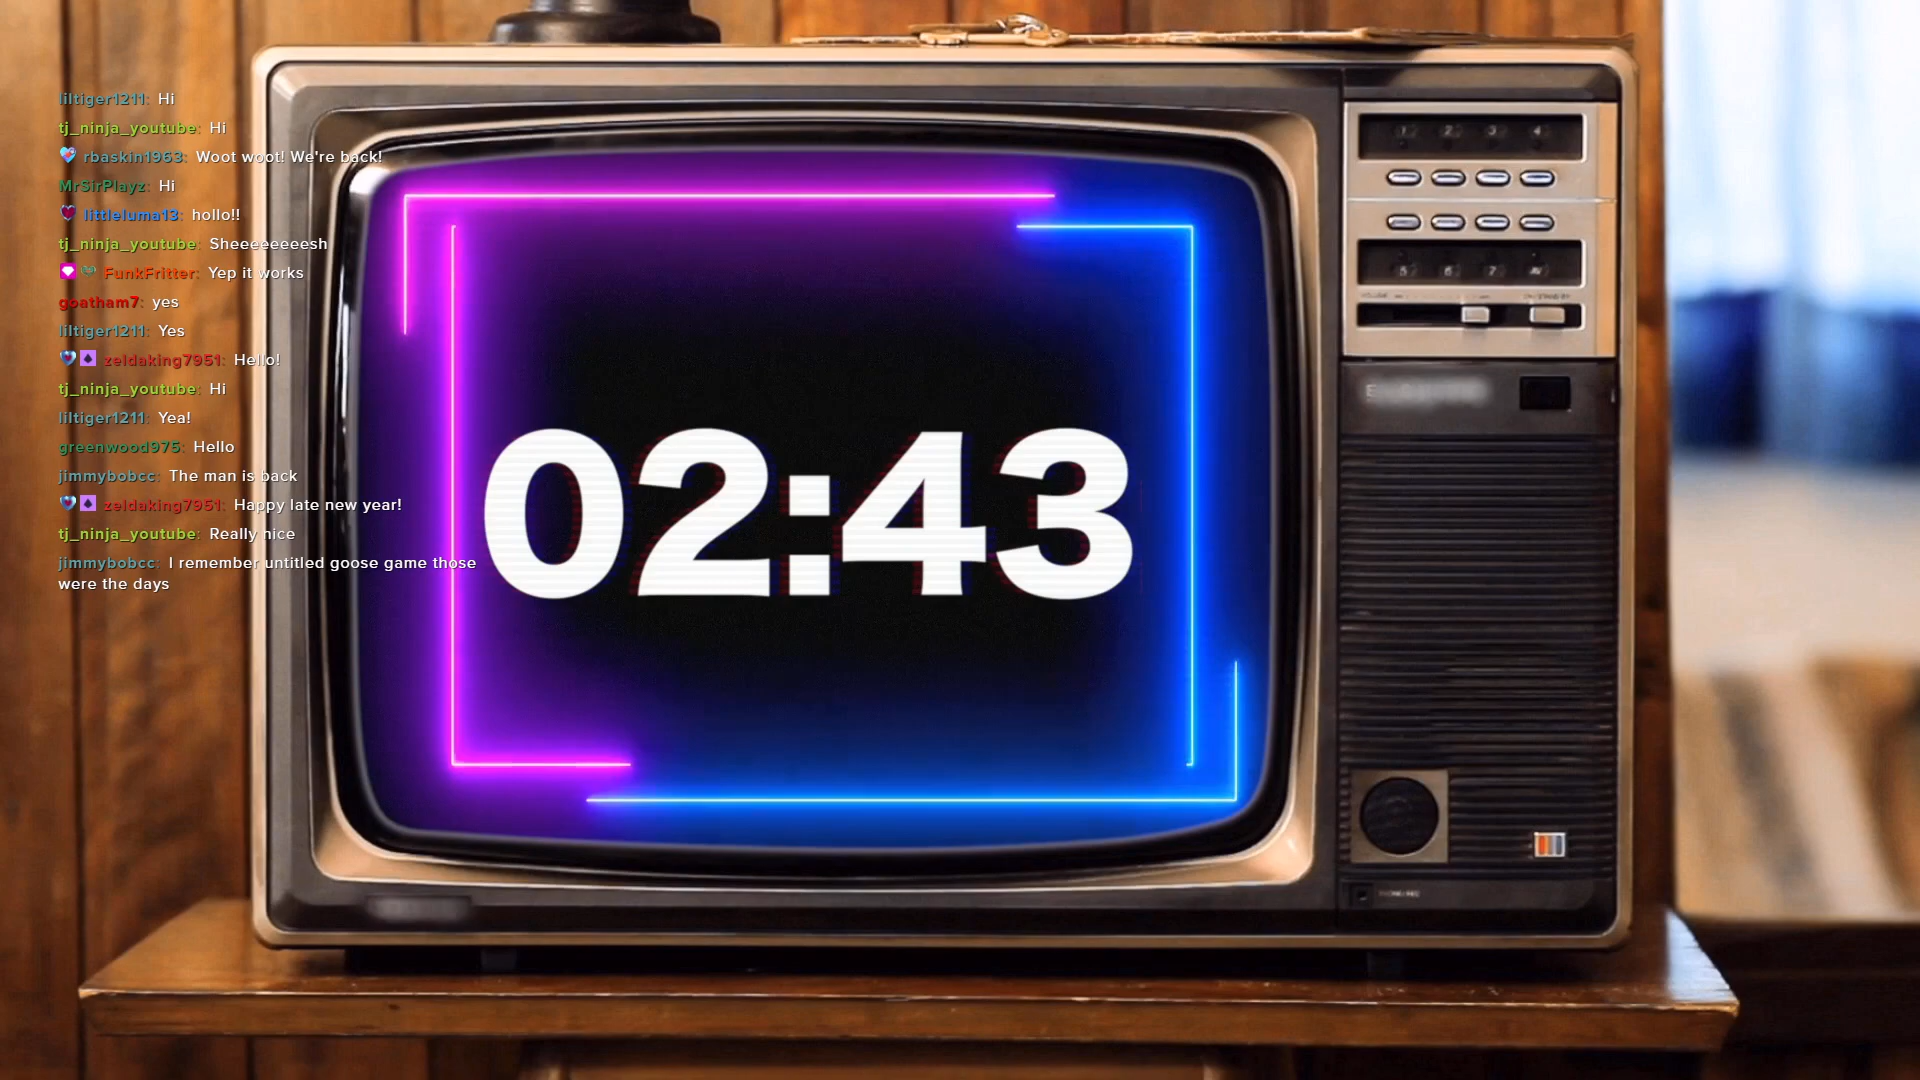 liltiger1211: Hi
tj_ninja_youtube: Hi
rbaskin1963: Woot woot! We're back!
MrSirPlayz: Hi
littleluma13: hollo!!
tj_ninja_youtube: Sheeeeeeeesh
FunkFritter: Yep it works
goatham7: yes
liltiger1211: Yes
zeldaking7951: Hello!
tj_ninja_youtube: Hi
liltiger1211: Yea!
greenwood975: Hello
jimmybobcc: The man is back
zeldaking7951: Happy late new year!
tj_ninja_youtube: Really nice
jimmybobcc: I remember untitled goose game those
were the days
02:43
1 2 3 4
5 6 7 AV
VOLUME